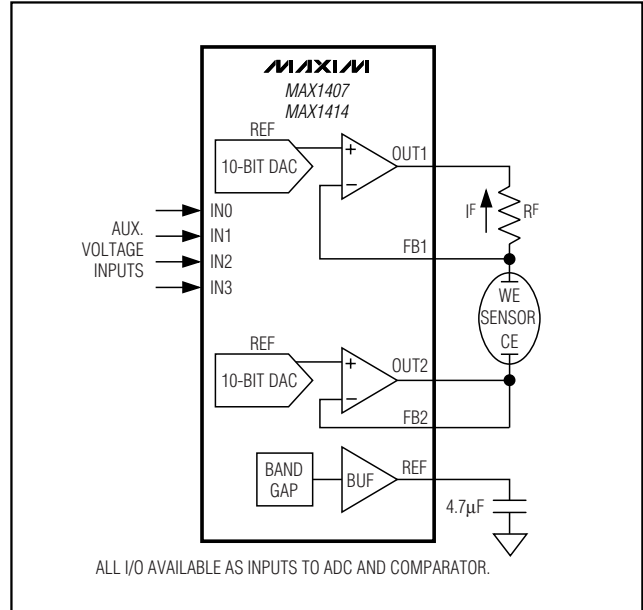 MAXIM
MAX1407
MAX1414
REF
10-BIT DAC
+
−
OUT1
IF
RF
FB1
AUX.
VOLTAGE
INPUTS
IN0
IN1
IN2
IN3
WE
SENSOR
CE
REF
10-BIT DAC
+
−
OUT2
FB2
BAND
GAP
BUF
REF
4.7µF
ALL I/O AVAILABLE AS INPUTS TO ADC AND COMPARATOR.